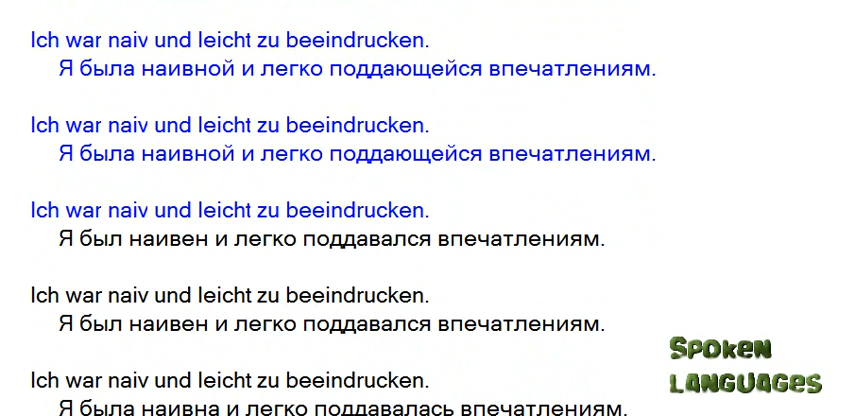 Ich war naiv und leicht zu beeindrucken.
Я была наивной и легко поддающейся впечатлениям.
Ich war naiv und leicht zu beeindrucken.
Я была наивной и легко поддающейся впечатлениям.
Ich war naiv und leicht zu beeindrucken.
Я был наивен и легко поддавался впечатлениям.
Ich war naiv und leicht zu beeindrucken.
Я был наивен и легко поддавался впечатлениям.
Ich war naiv und leicht zu beeindrucken.
Я была наивна и легко поддавалась впечатлениям.
Spoken
Languages